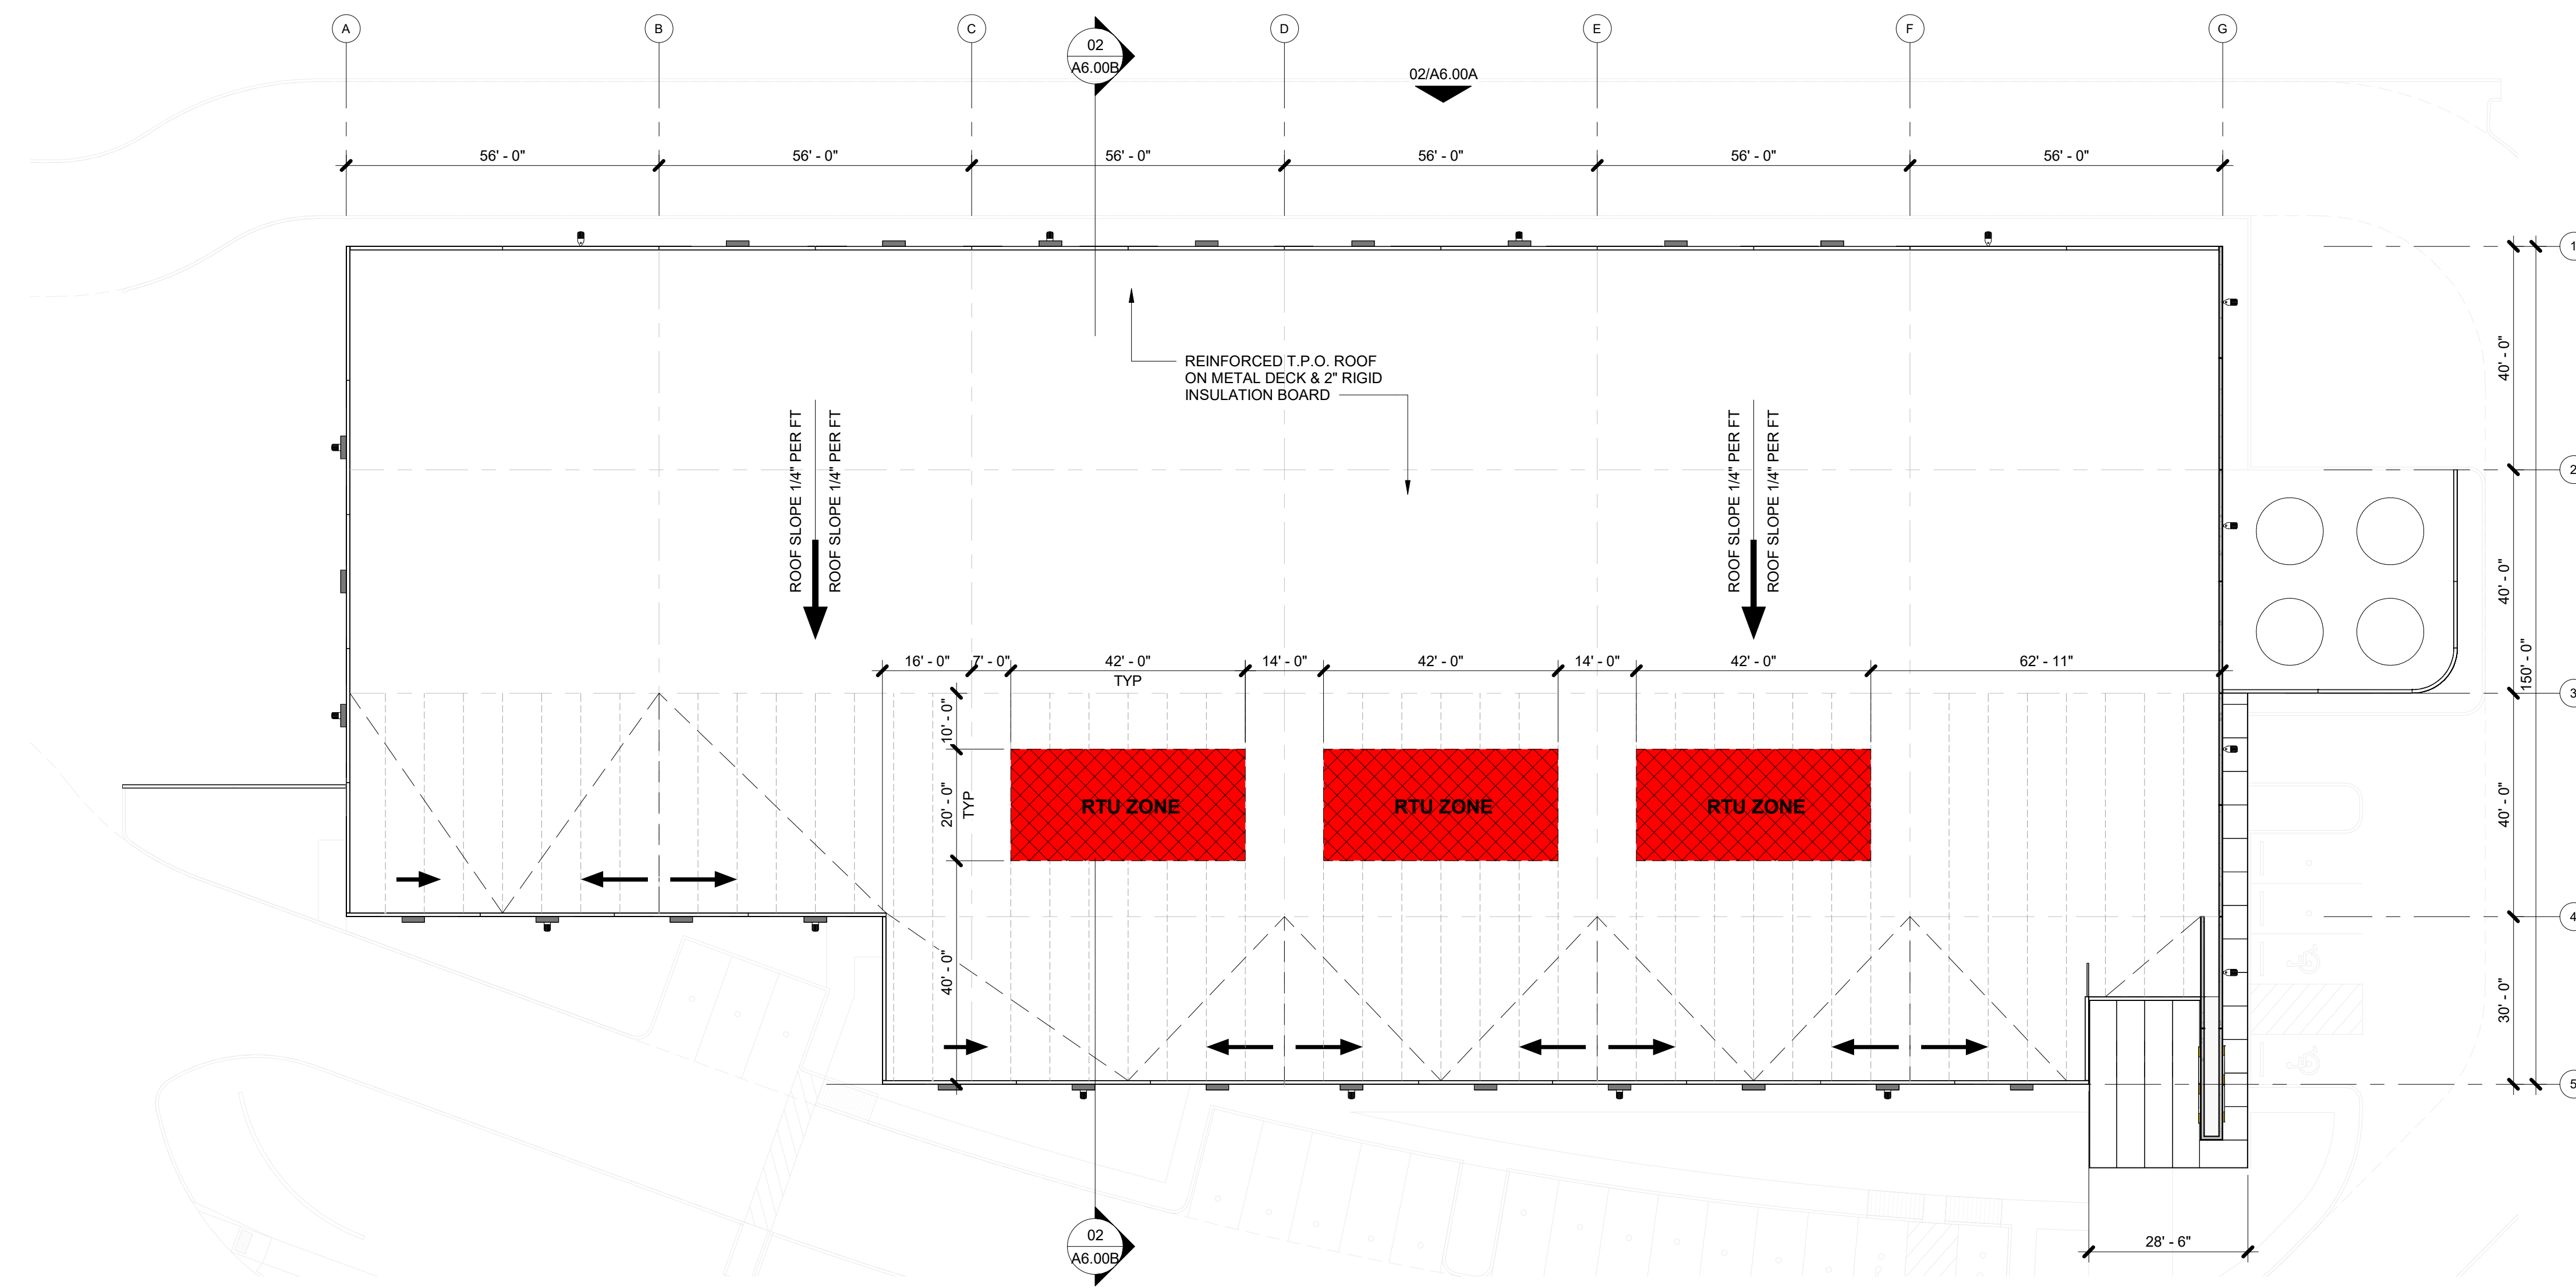 A
B
C
D
E
F
G
02
A6.00B
02/A6.00A
56' - 0"
56' - 0"
56' - 0"
56' - 0"
56' - 0"
56' - 0"
1
2
3
4
5
40' - 0"
40' - 0"
40' - 0"
30' - 0"
150' - 0"
REINFORCED T.P.O. ROOF
ON METAL DECK & 2" RIGID
INSULATION BOARD
ROOF SLOPE 1/4" PER FT
ROOF SLOPE 1/4" PER FT
ROOF SLOPE 1/4" PER FT
ROOF SLOPE 1/4" PER FT
16' - 0"
7' - 0"
42' - 0"
TYP
14' - 0"
42' - 0"
14' - 0"
42' - 0"
62' - 11"
10' - 0"
20' - 0"
TYP
40' - 0"
RTU ZONE
RTU ZONE
RTU ZONE
02
A6.00B
28' - 6"